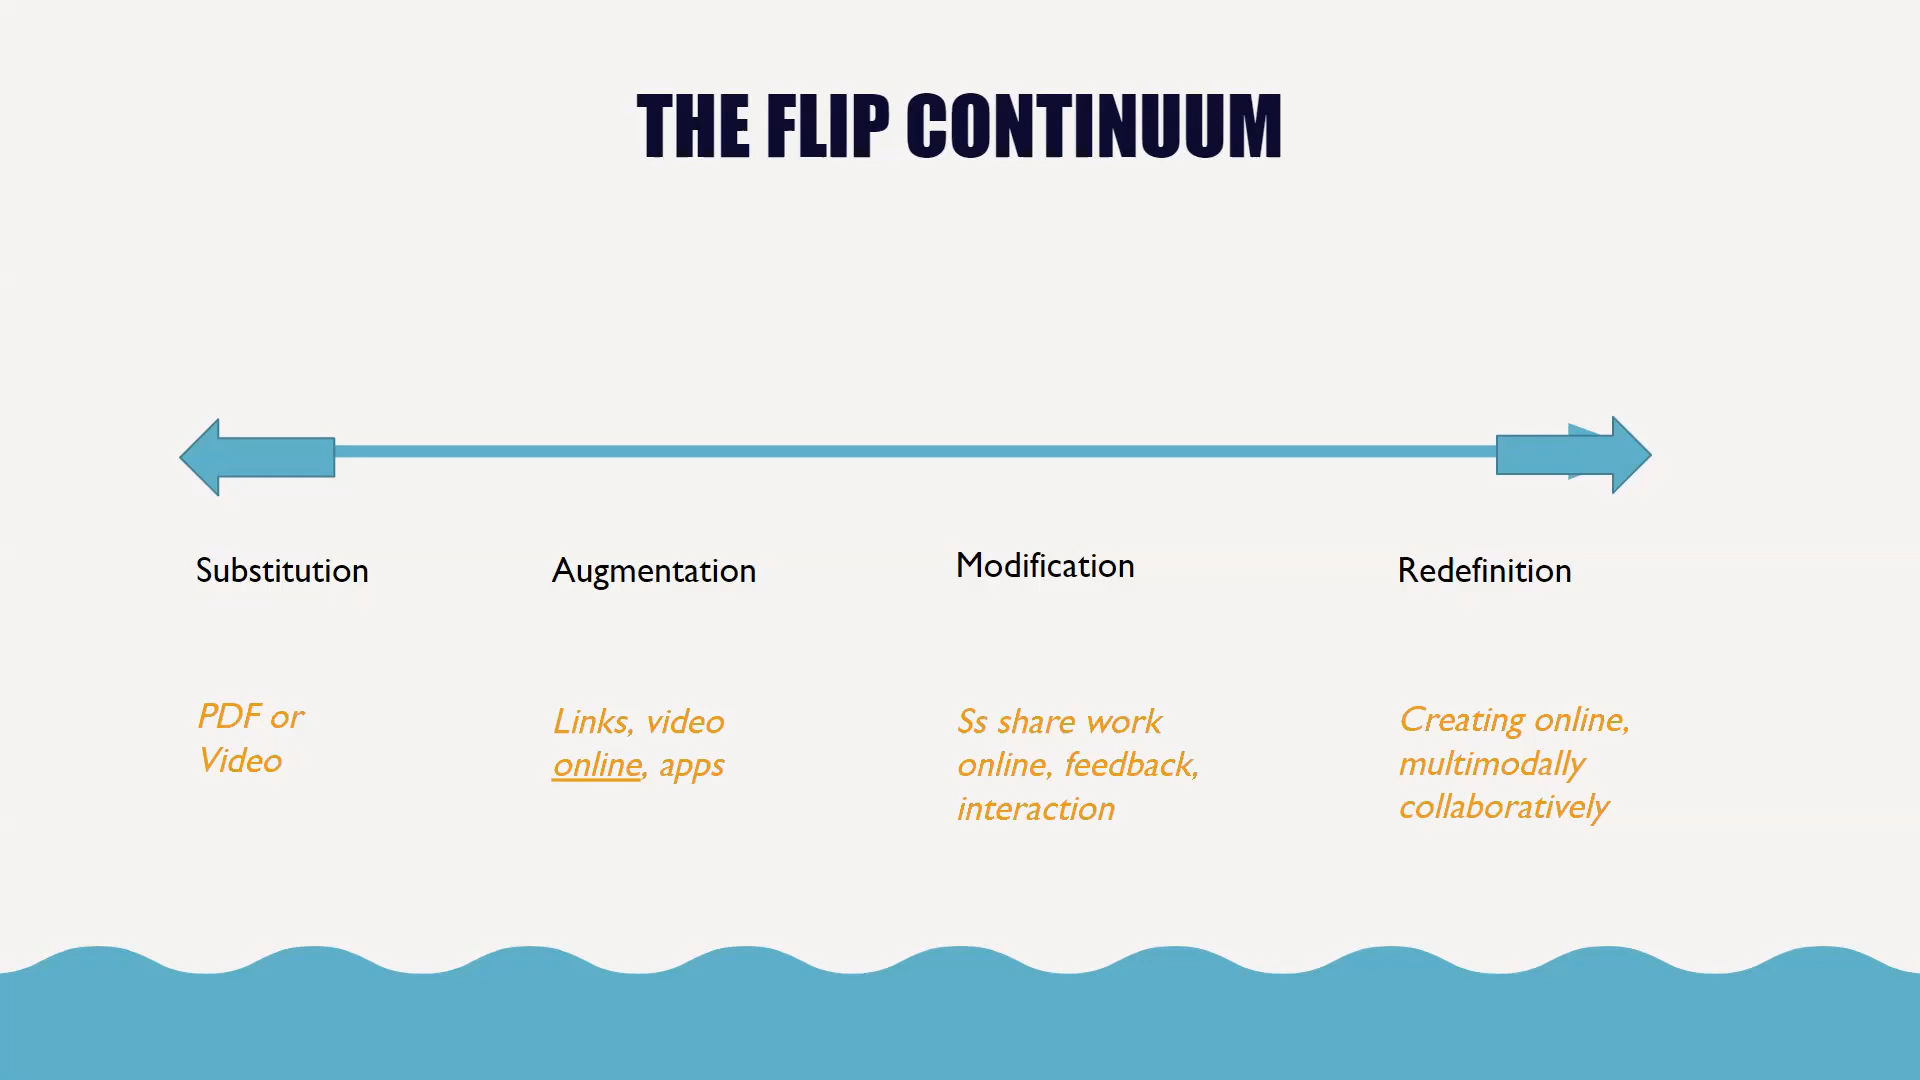 THE FLIP CONTINUUM
Substitution
Augmentation
Modification
Redefinition
PDF or
Video
Links, video
online, apps
Ss share work
online, feedback,
interaction
Creating online,
multimodally
collaboratively